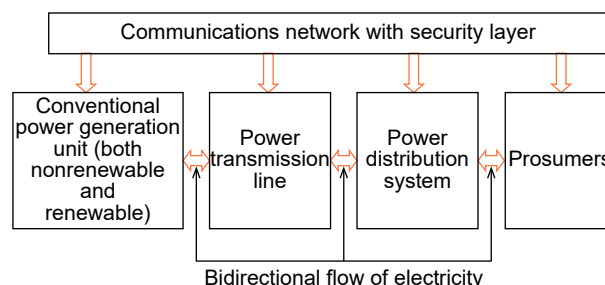 Communications network with security layer
Conventional
power generation
unit (both
nonrenewable
and
renewable)
Power
transmission
line
Power
distribution
system
Prosumers
Bidirectional flow of electricity